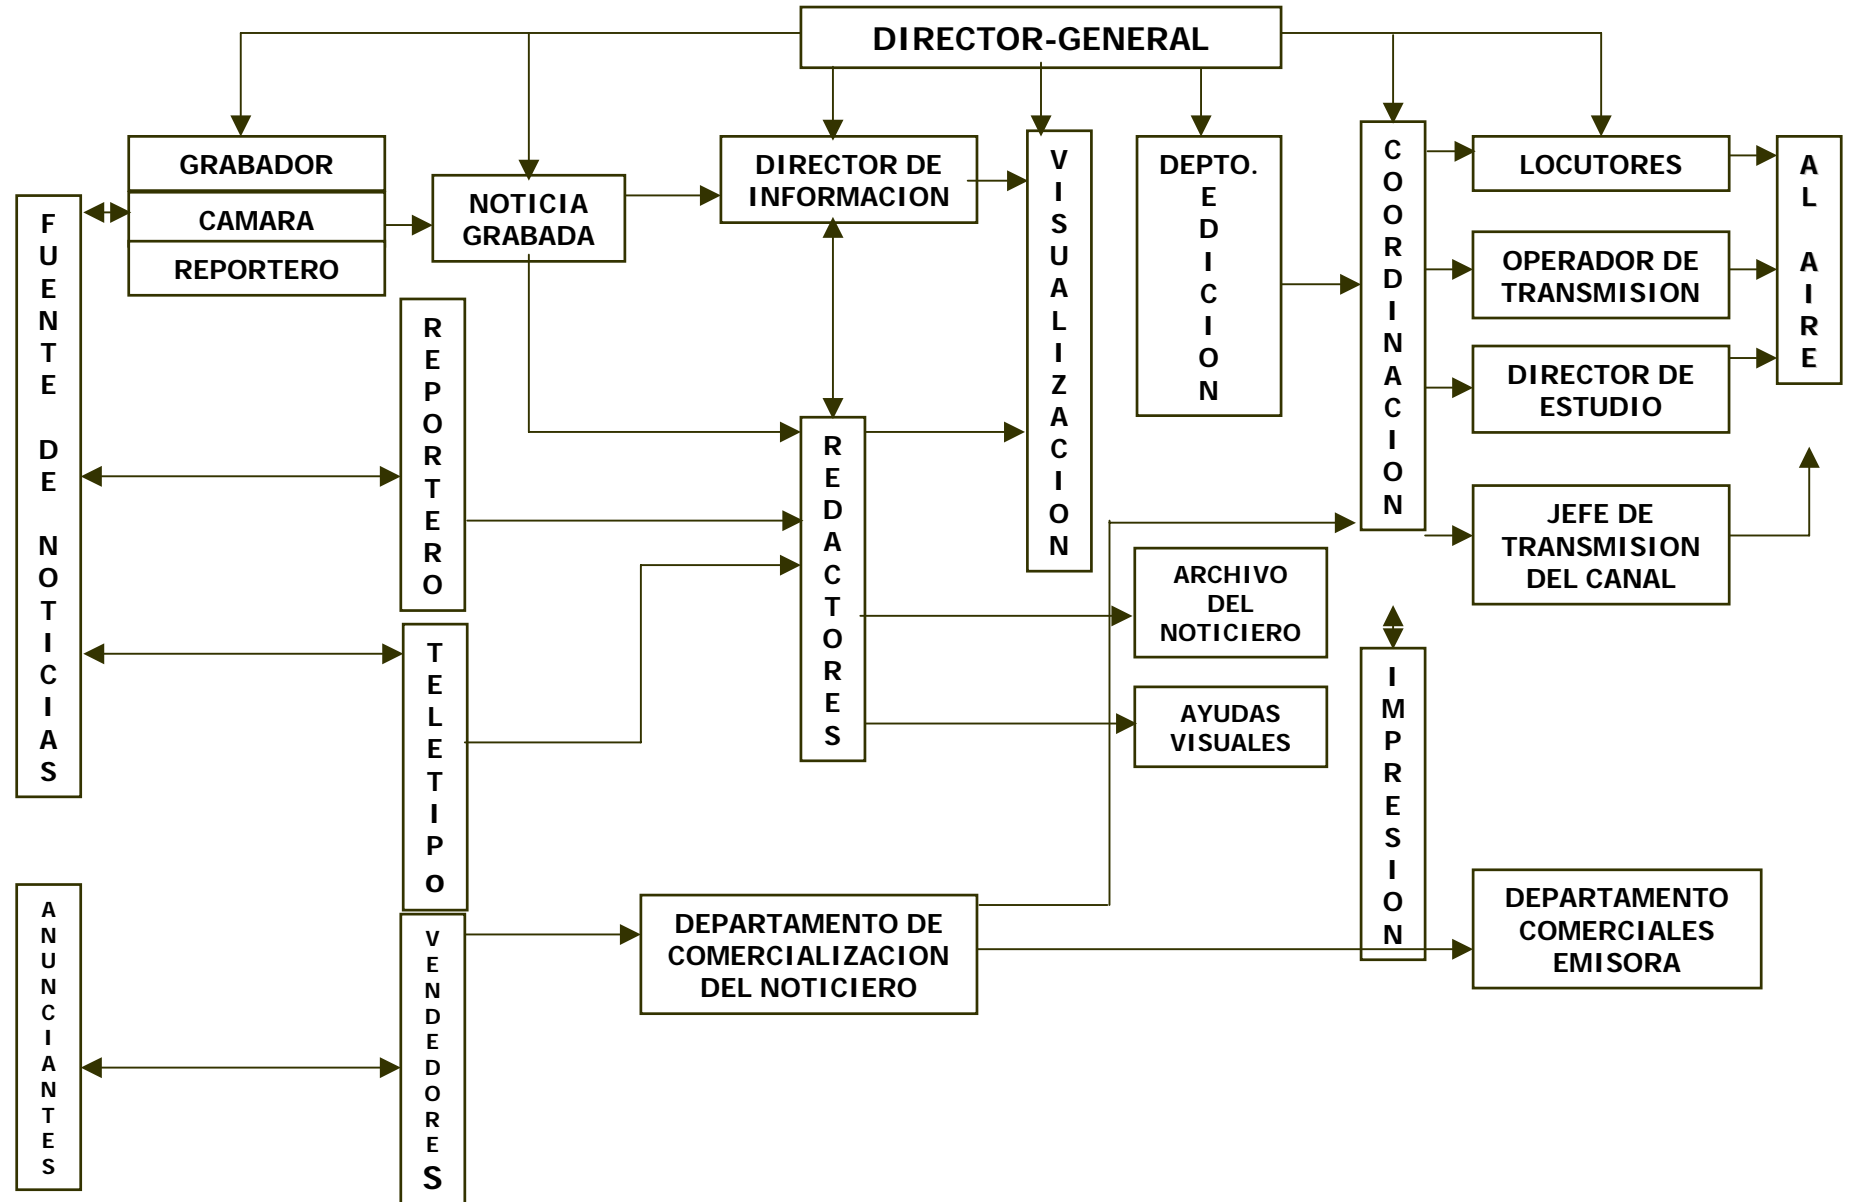 DIRECTOR-GENERAL
GRABADOR
CAMARA
REPORTERO
NOTICIA
GRABADA
DIRECTOR DE
INFORMACION
VISUALIZACION
DEPTO.
EDICION
COORDINACION
LOCUTORES
OPERADOR DE
TRANSMISION
DIRECTOR DE
ESTUDIO
JEFE DE
TRANSMISION
DEL CANAL
AL AIRE
FUENTE DE NOTICIAS
REPORTERO
TELETIPO
REDACTORES
ARCHIVO
DEL
NOTICIERO
AYUDAS
VISUALES
IMPRESION
ANUNCIANTES
VENDEDORES
DEPARTAMENTO DE
COMERCIALIZACION
DEL NOTICIERO
DEPARTAMENTO
COMERCIALES
EMISORA